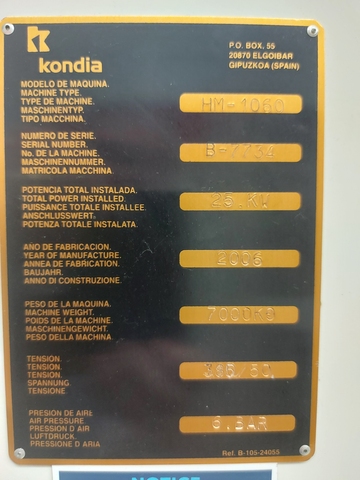 kondia
P.O. BOX. 55
20870 ELGOIBAR
GIPUZKOA (SPAIN)
MODELO DE MAQUINA.
MACHINE TYPE.
TYPE DE MACHINE.
MASCHINENTYP.
TIPO MACCHINA.
HM-1060
NUMERO DE SERIE.
SERIAL NUMBER.
No. DE LA MACHINE.
MASCHINENNUMMER.
MATRICOLA MACCHINA
B-7734
POTENCIA TOTAL INSTALADA.
TOTAL POWER INSTALLED.
PUISSANCE TOTALE INSTALLEE.
ANSCHLUSSWERT.
POTENZA TOTALE INSTALATA.
25.KV
ANO DE FABRICACION.
YEAR OF MANUFACTURE.
ANNEA DE FABRICATION.
BAUJAHR.
ANNO DI CONSTRUZIONE.
2006
PESO DE LA MAQUINA.
MACHINE WEIGHT.
POIDS DE LA MACHINE.
MASCHINENGEWICHT.
PESO DELLA MACHINA
7000KG
TENSION.
TENSION.
TENSION.
SPANNUNG
TENSIONE
PRESION DE AIRE
AIR PRESSURE
PRESSION D AIR
LUFTDRUCK.
PRESSIONE D ARIA
6.BAR
Ref. B-105-24055
NOTICE